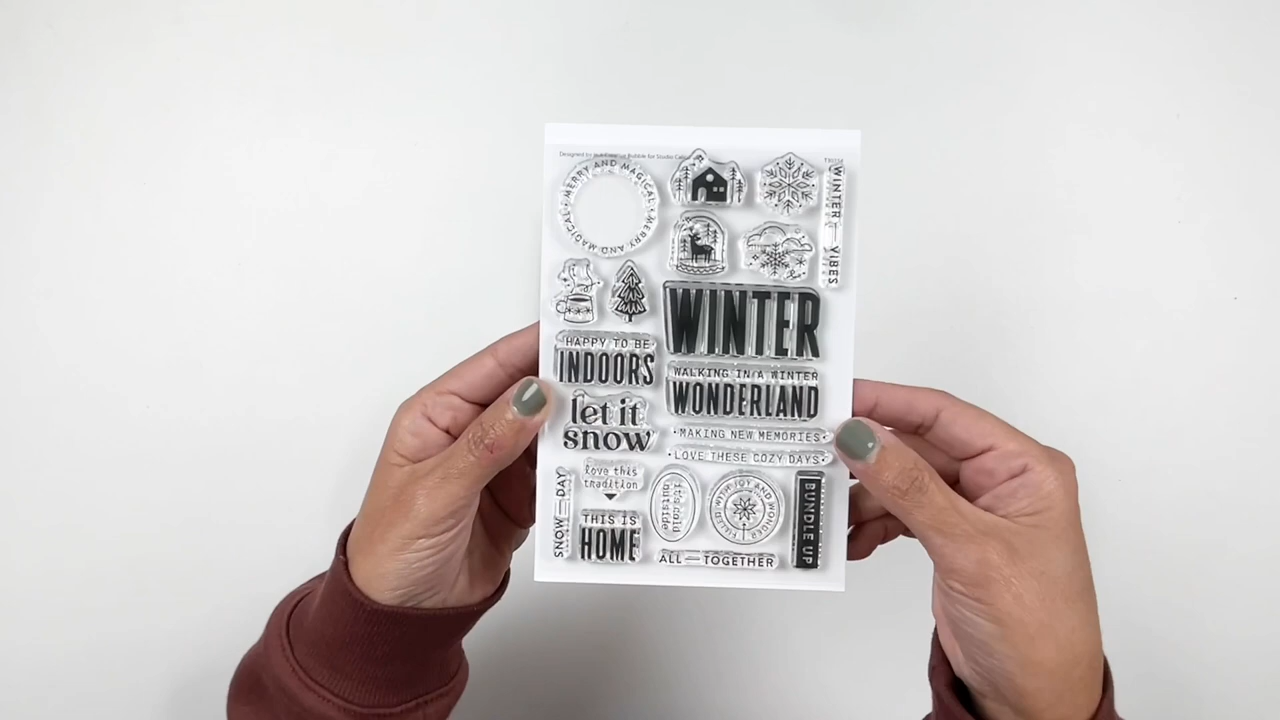 MERRY AND MAGICAL · MERRY AND MAGICAL ·
WINTER — VIBES
WINTER
HAPPY TO BE
INDOORS
WALKING IN A WINTER
WONDERLAND
let it
snow
• MAKING NEW MEMORIES •
• LOVE THESE COZY DAYS •
love this
tradition
SNOW — DAY
it's cold
outside
FILLED WITH JOY AND WONDER
BUNDLE UP
THIS IS
HOME
ALL — TOGETHER